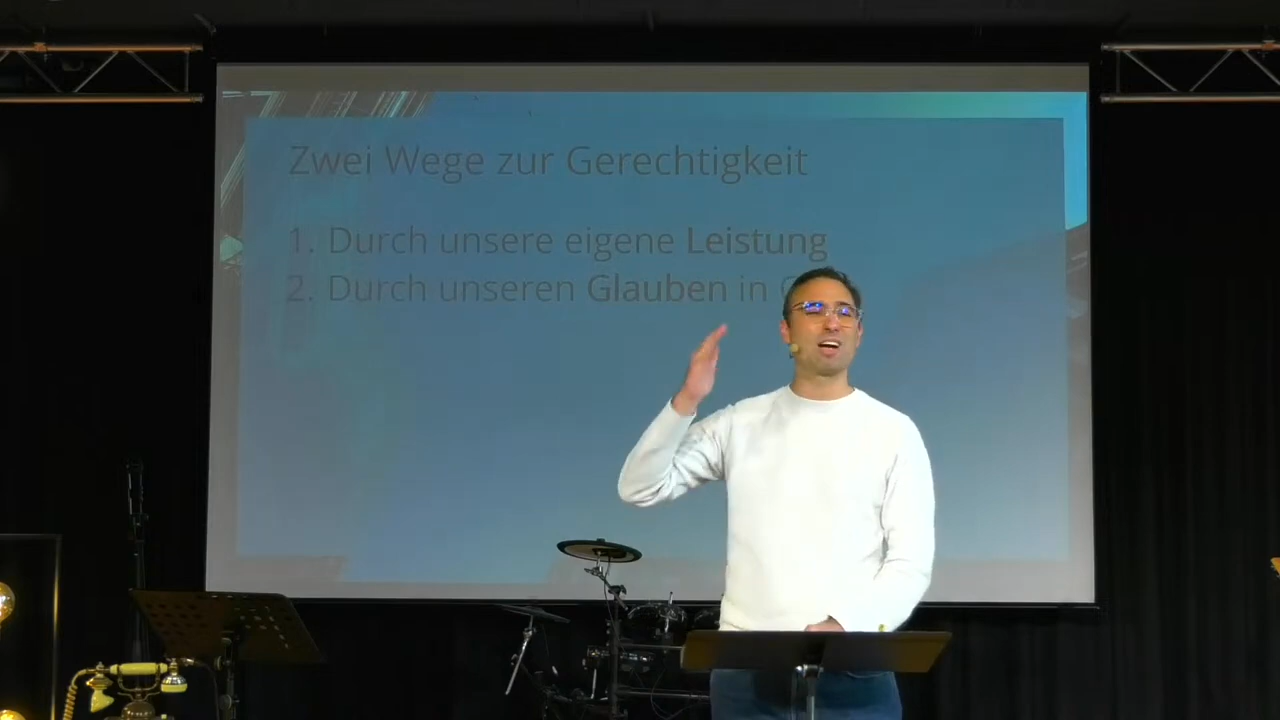 Zwei Wege zur Gerechtigkeit
1. Durch unsere eigene Leistung
2. Durch unseren Glauben in